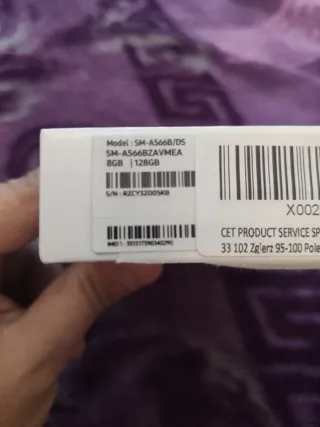 Model : SM-A566B/DS
SM-A566BZAVMEA
8GB | 128GB
S/N : RZCY32D05KB
X002
CET PRODUCT SERVICE SP
33 102 Zgierz 95-100 Pole